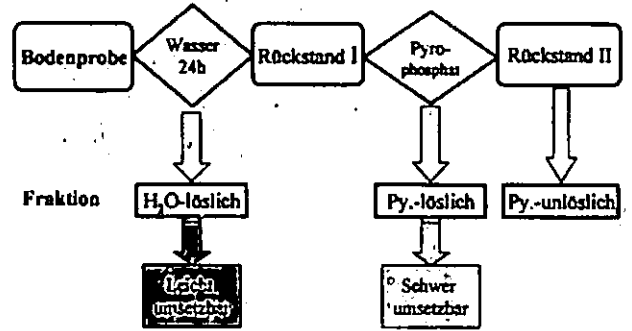 Bodenprobe
Wasser
24h
Rückstand I
Pyro-
phosphat
Rückstand II
Fraktion
H₂O-löslich
Py.-löslich
Py.-unlöslich
Leicht
umsetzbar
Schwer
umsetzbar